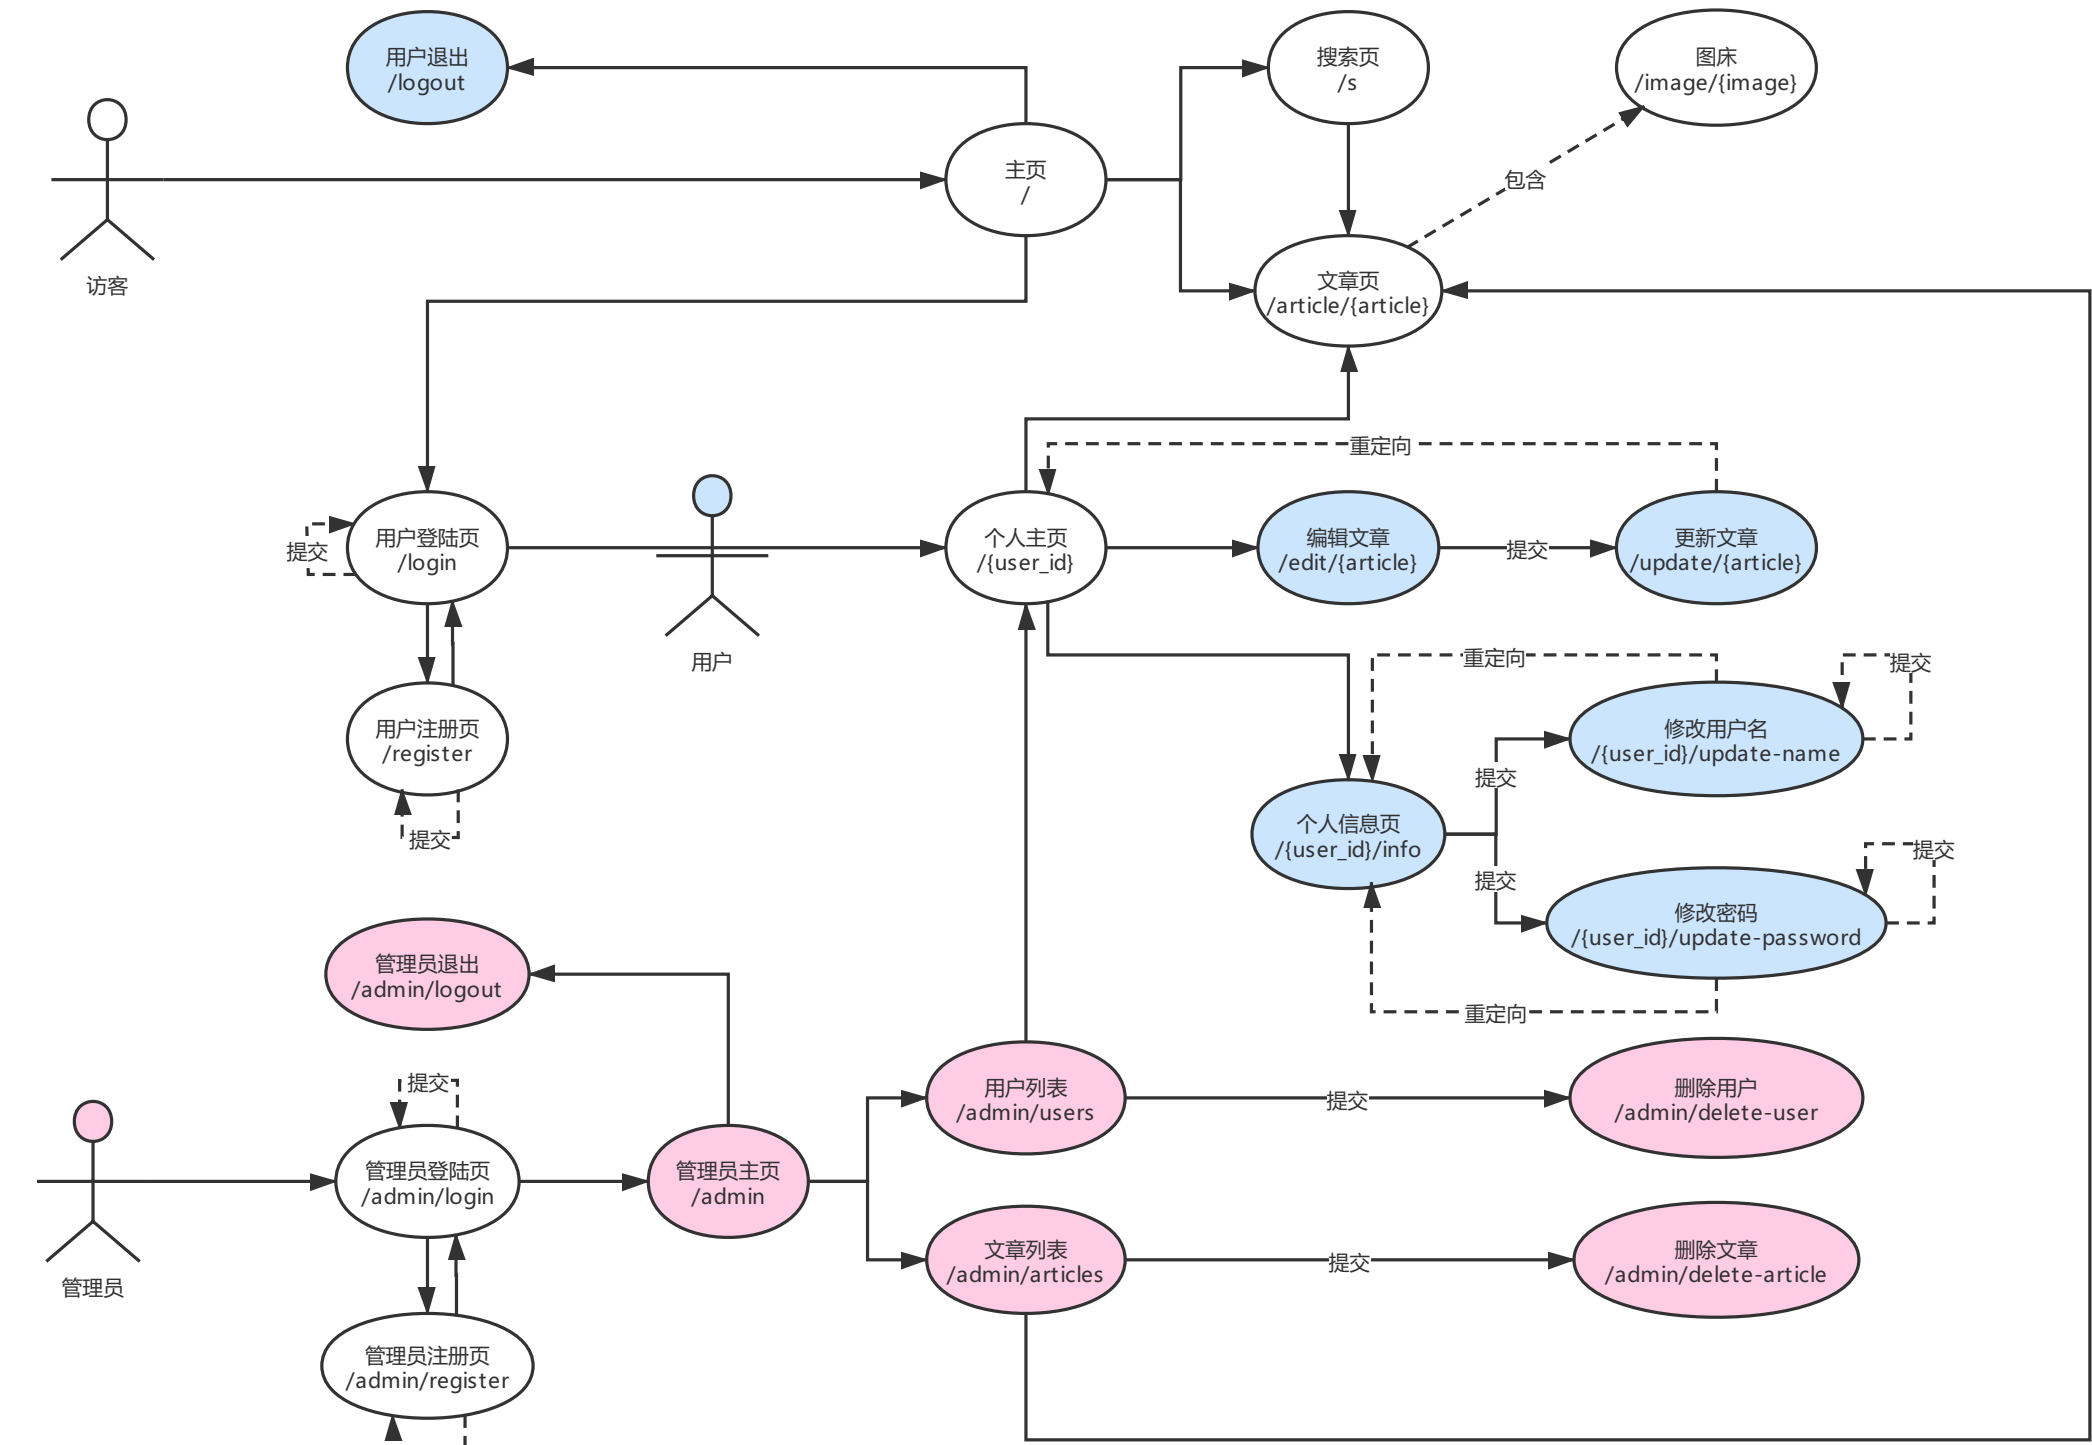 用户退出
/logout
搜索页
/s
图床
/image/{image}
主页
/
包含
访客
文章页
/article/{article}
重定向
用户登陆页
/login
提交
个人主页
/{user_id}
编辑文章
/edit/{article}
提交
更新文章
/update/{article}
用户
重定向
提交
用户注册页
/register
提交
修改用户名
/{user_id}/update-name
提交
个人信息页
/{user_id}/info
提交
提交
修改密码
/{user_id}/update-password
重定向
管理员退出
/admin/logout
提交
用户列表
/admin/users
提交
删除用户
/admin/delete-user
管理员登陆页
/admin/login
管理员主页
/admin
管理员
文章列表
/admin/articles
提交
删除文章
/admin/delete-article
管理员注册页
/admin/register